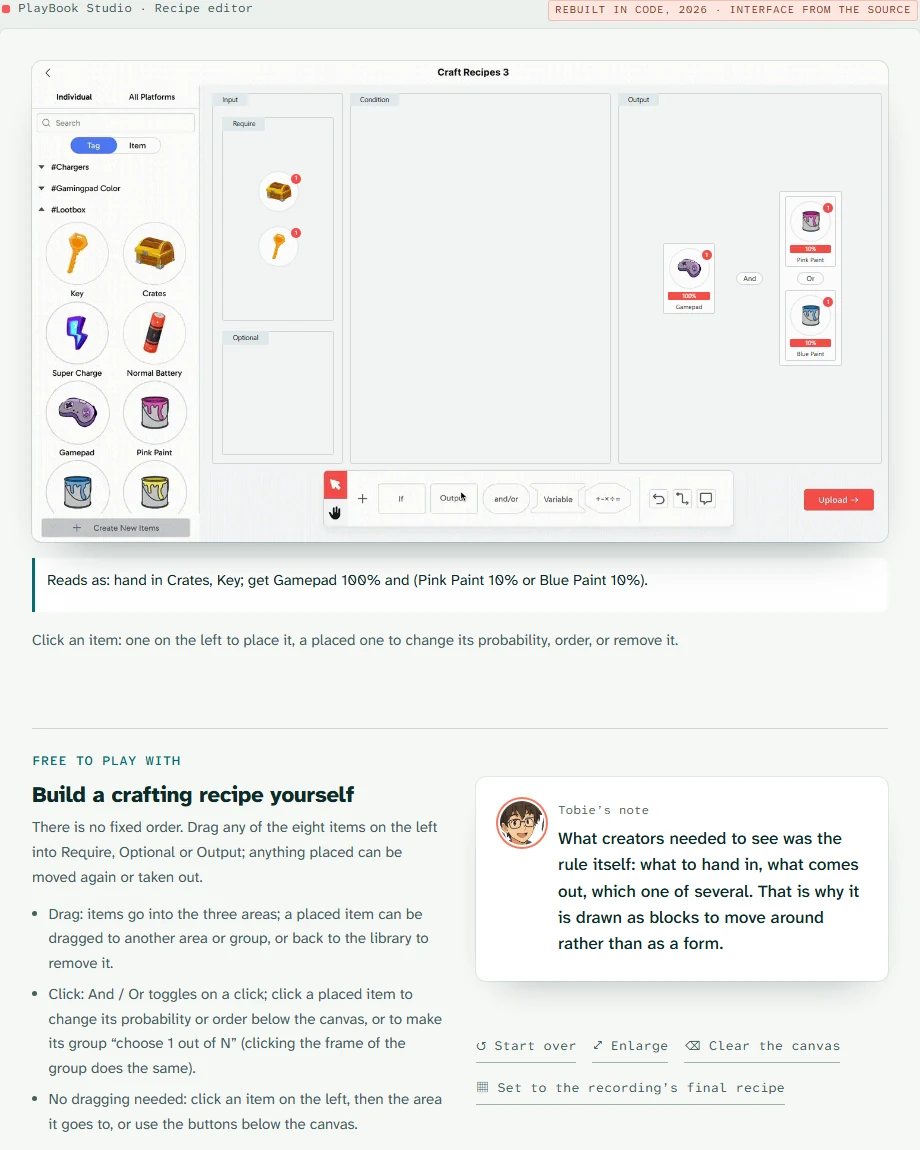 PlayBook Studio · Recipe editor
REBUILT IN CODE, 2026 · INTERFACE FROM THE SOURCE
Craft Recipes 3
Individual
All Platforms
Search
Tag
Item
#Chargers
#Gamingpad Color
#Lootbox
Key
Crates
Super Charge
Normal Battery
Gamepad
Pink Paint
Create New Items
Input
Require
1
1
Optional
Condition
Output
1
100%
Gamepad
And
1
10%
Pink Paint
Or
1
10%
Blue Paint
If
Output
and/or
Variable
+-×÷=
Upload →
Reads as: hand in Crates, Key; get Gamepad 100% and (Pink Paint 10% or Blue Paint 10%).
Click an item: one on the left to place it, a placed one to change its probability, order, or remove it.
FREE TO PLAY WITH
Build a crafting recipe yourself
There is no fixed order. Drag any of the eight items on the left
into Require, Optional or Output; anything placed can be
moved again or taken out.
• Drag: items go into the three areas; a placed item can be
dragged to another area or group, or back to the library to
remove it.
• Click: And / Or toggles on a click; click a placed item to
change its probability or order below the canvas, or to make
its group “choose 1 out of N” (clicking the frame of the
group does the same).
• No dragging needed: click an item on the left, then the area
it goes to, or use the buttons below the canvas.
Tobie’s note
What creators needed to see was the
rule itself: what to hand in, what comes
out, which one of several. That is why it
is drawn as blocks to move around
rather than as a form.
↺ Start over
⤢ Enlarge
⌫ Clear the canvas
▦ Set to the recording’s final recipe